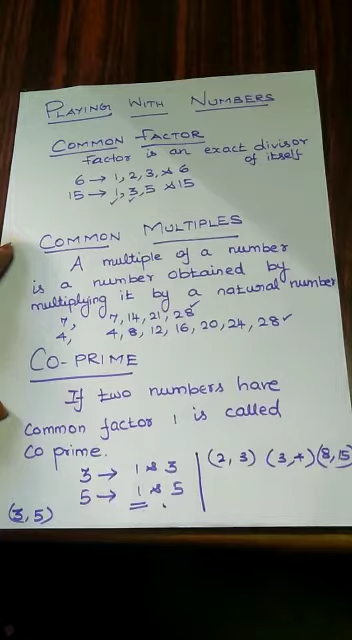 PLAYING WITH NUMBERS
COMMON FACTOR
factor is an exact divisor
of itself
6 → 1, 2, 3, & 6
15 → 1, 3, 5 & 15
COMMON MULTIPLES
A multiple of a number
is a number obtained by
multiplying it by a natural number
7, 7, 14, 21, 28 ✓
4, 4, 8, 12, 16, 20, 24, 28 ✓
CO-PRIME
If two numbers have
Common factor 1 is called
Co prime.
3 → 1 & 3
5 → 1 & 5
(2, 3) (3, 4) (8, 15)
(3, 5)